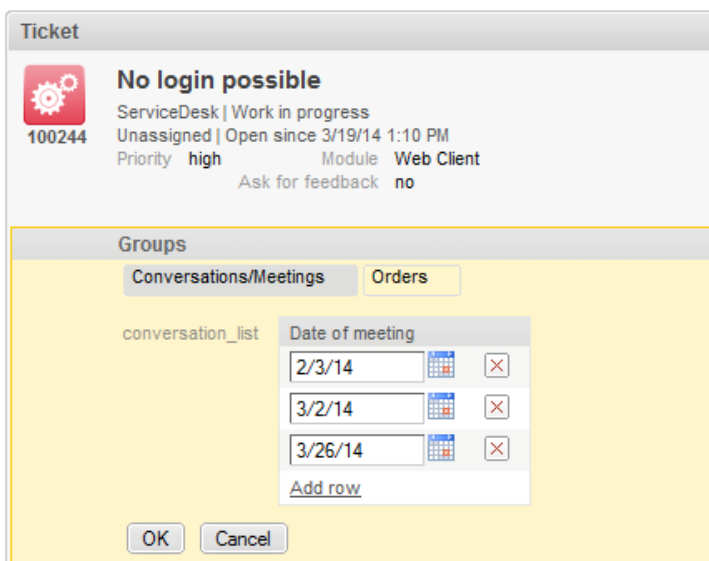 Ticket
No login possible
ServiceDesk | Work in progress
100244 Unassigned | Open since 3/19/14 1:10 PM
Priority high Module Web Client
Ask for feedback no
Groups
Conversations/Meetings Orders
conversation_list Date of meeting
2/3/14
3/2/14
3/26/14
Add row
OK Cancel